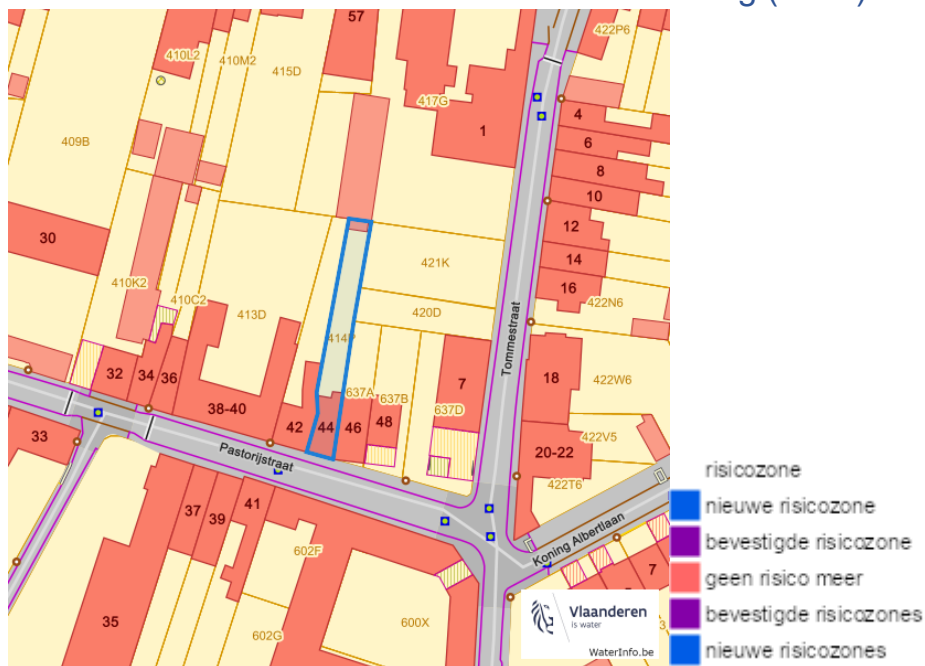 57
422P6
410L2
410M2
415D
417G
1
4
6
8
10
409B
12
14
16
30
421K
410K2
410C2
413D
420D
422N6
414P
Tommestraat
32
34
36
38-40
42
44
46
637A
637B
48
637D
7
18
422W6
33
Pastorijstraat
20-22
422V5
422T6
37
39
41
602F
Koning Albertlaan
7
35
602G
600X
3
Vlaanderen
is water
WaterInfo.be
risicozone
nieuwe risicozone
bevestigde risicozone
geen risico meer
bevestigde risicozones
nieuwe risicozones